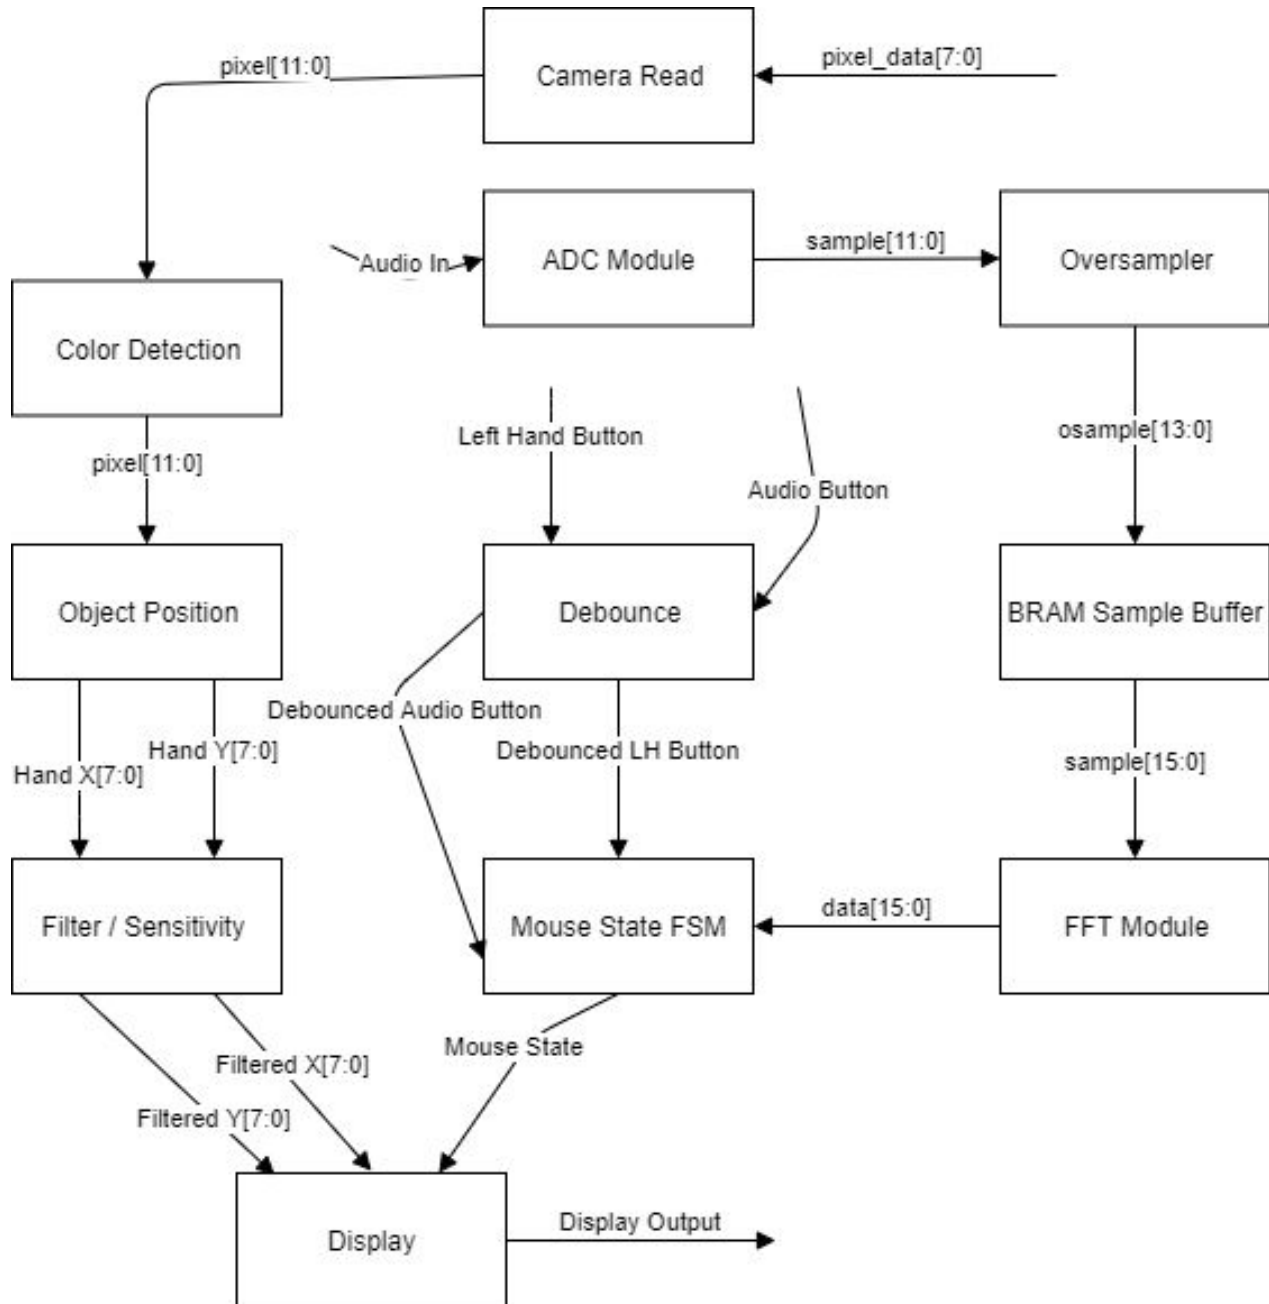 pixel[11:0]
Camera Read
pixel_data[7:0]
Audio In
ADC Module
sample[11:0]
Oversampler
Color Detection
Left Hand Button
osample[13:0]
pixel[11:0]
Audio Button
Object Position
Debounce
BRAM Sample Buffer
Debounced Audio Button
Hand X[7:0]
Hand Y[7:0]
Debounced LH Button
sample[15:0]
Filter / Sensitivity
Mouse State FSM
data[15:0]
FFT Module
Filtered X[7:0]
Mouse State
Filtered Y[7:0]
Display
Display Output